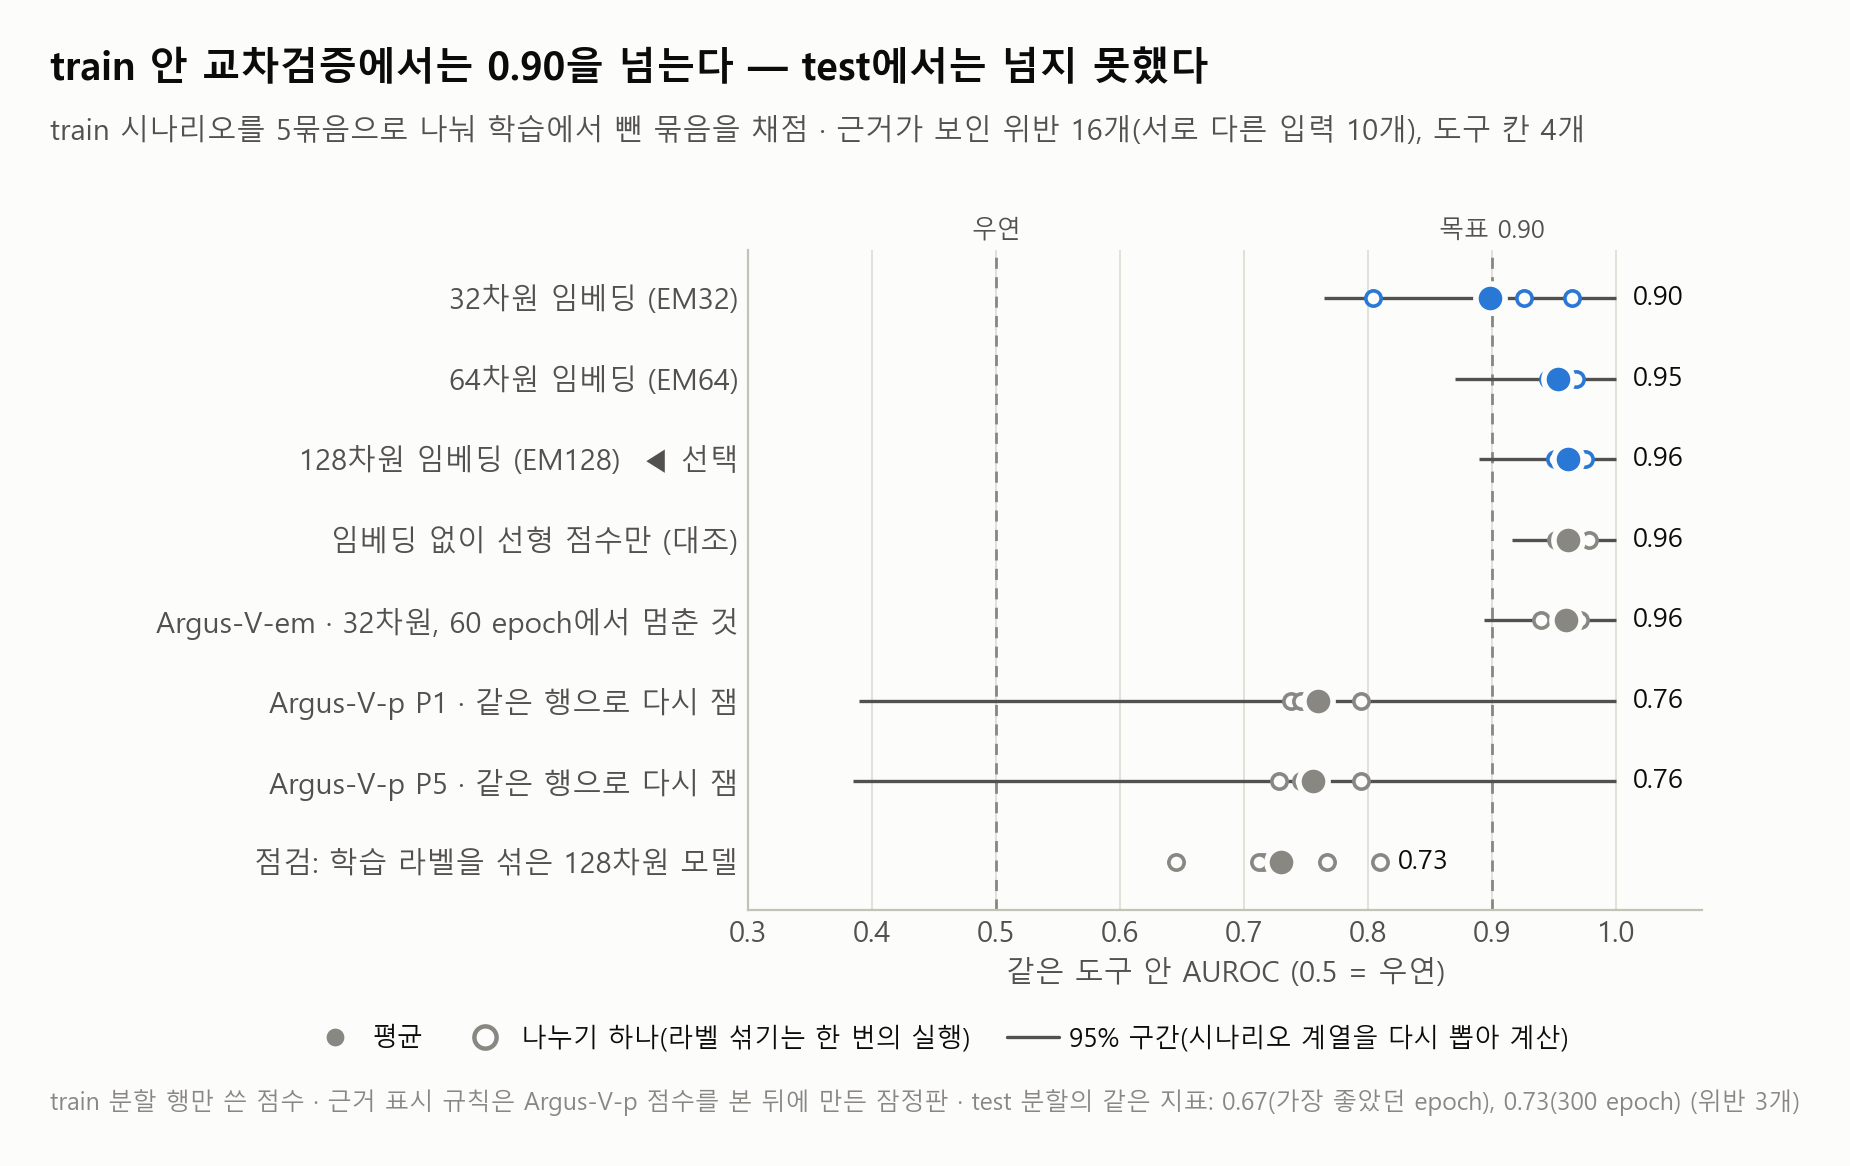 train 안 교차검증에서는 0.90을 넘는다 — test에서는 넘지 못했다
train 시나리오를 5묶음으로 나눠 학습에서 뺀 묶음을 채점 · 근거가 보인 위반 16개(서로 다른 입력 10개), 도구 칸 4개
우연
목표 0.90
32차원 임베딩 (EM32)
0.90
64차원 임베딩 (EM64)
0.95
128차원 임베딩 (EM128) ◀ 선택
0.96
임베딩 없이 선형 점수만 (대조)
0.96
Argus-V-em · 32차원, 60 epoch에서 멈춘 것
0.96
Argus-V-p P1 · 같은 행으로 다시 잼
0.76
Argus-V-p P5 · 같은 행으로 다시 잼
0.76
점검: 학습 라벨을 섞은 128차원 모델
0.73
0.3 0.4 0.5 0.6 0.7 0.8 0.9 1.0
같은 도구 안 AUROC (0.5 = 우연)
평균 나누기 하나(라벨 섞기는 한 번의 실행) 95% 구간(시나리오 계열을 다시 뽑아 계산)
train 분할 행만 쓴 점수 · 근거 표시 규칙은 Argus-V-p 점수를 본 뒤에 만든 잠정판 · test 분할의 같은 지표: 0.67(가장 좋았던 epoch), 0.73(300 epoch) (위반 3개)